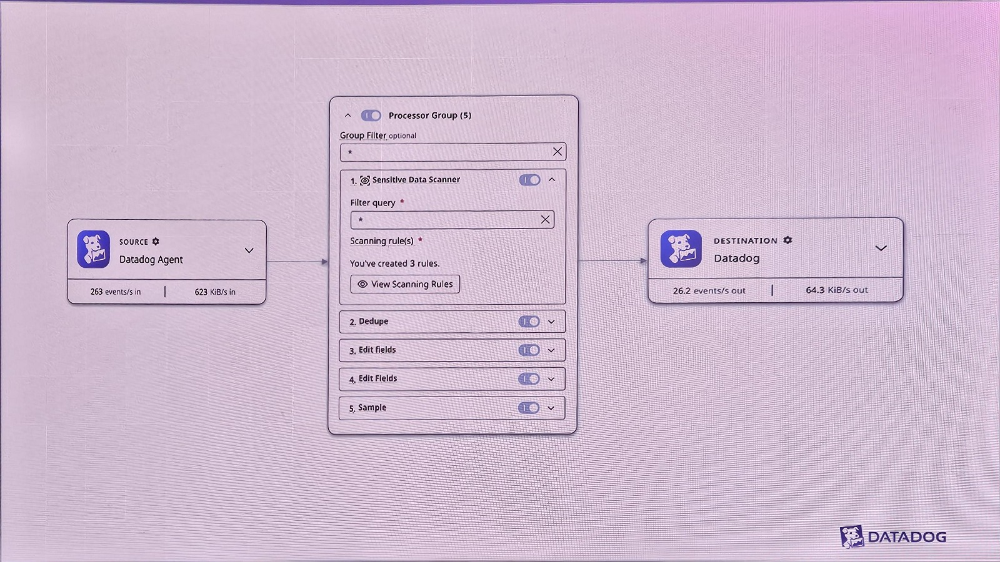 Processor Group (5)
Group Filter optional
*
1. Sensitive Data Scanner
Filter query *
*
Scanning rule(s) *
You've created 3 rules.
View Scanning Rules
2. Dedupe
3. Edit fields
4. Edit Fields
5. Sample
SOURCE
Datadog Agent
263 events/s in | 623 KiB/s in
DESTINATION
Datadog
26.2 events/s out | 64.3 KiB/s out
DATADOG